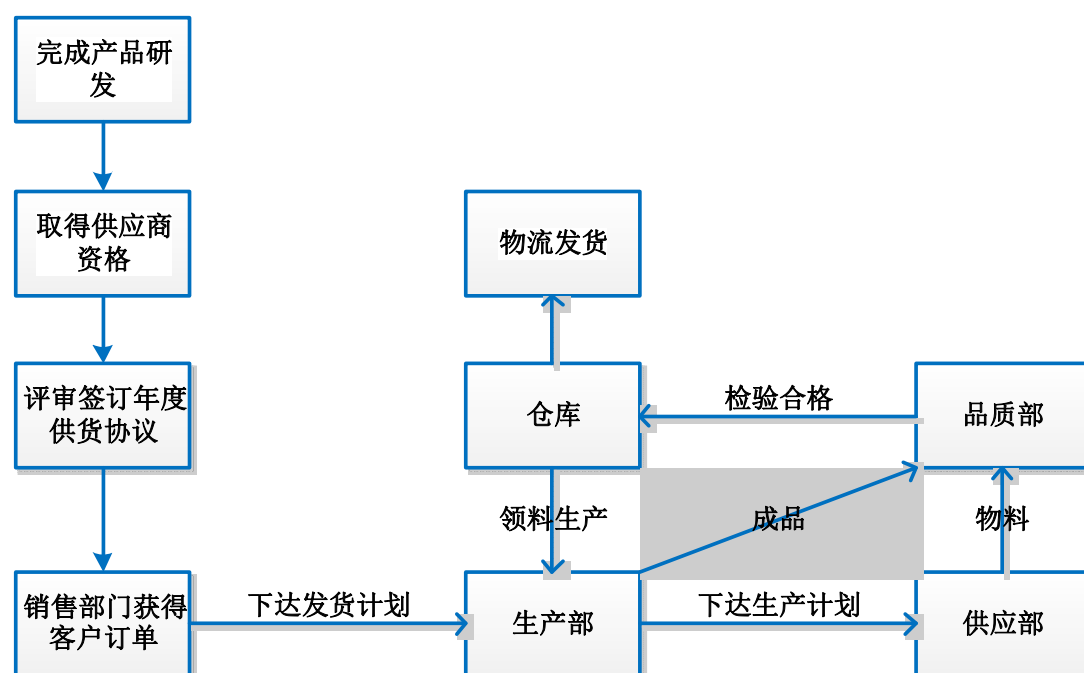 完成产品研
发
取得供应商
资格
物流发货
评审签订年度
供货协议
仓库
检验合格
品质部
领料生产
成品
物料
销售部门获得
客户订单
下达发货计划
生产部
下达生产计划
供应部